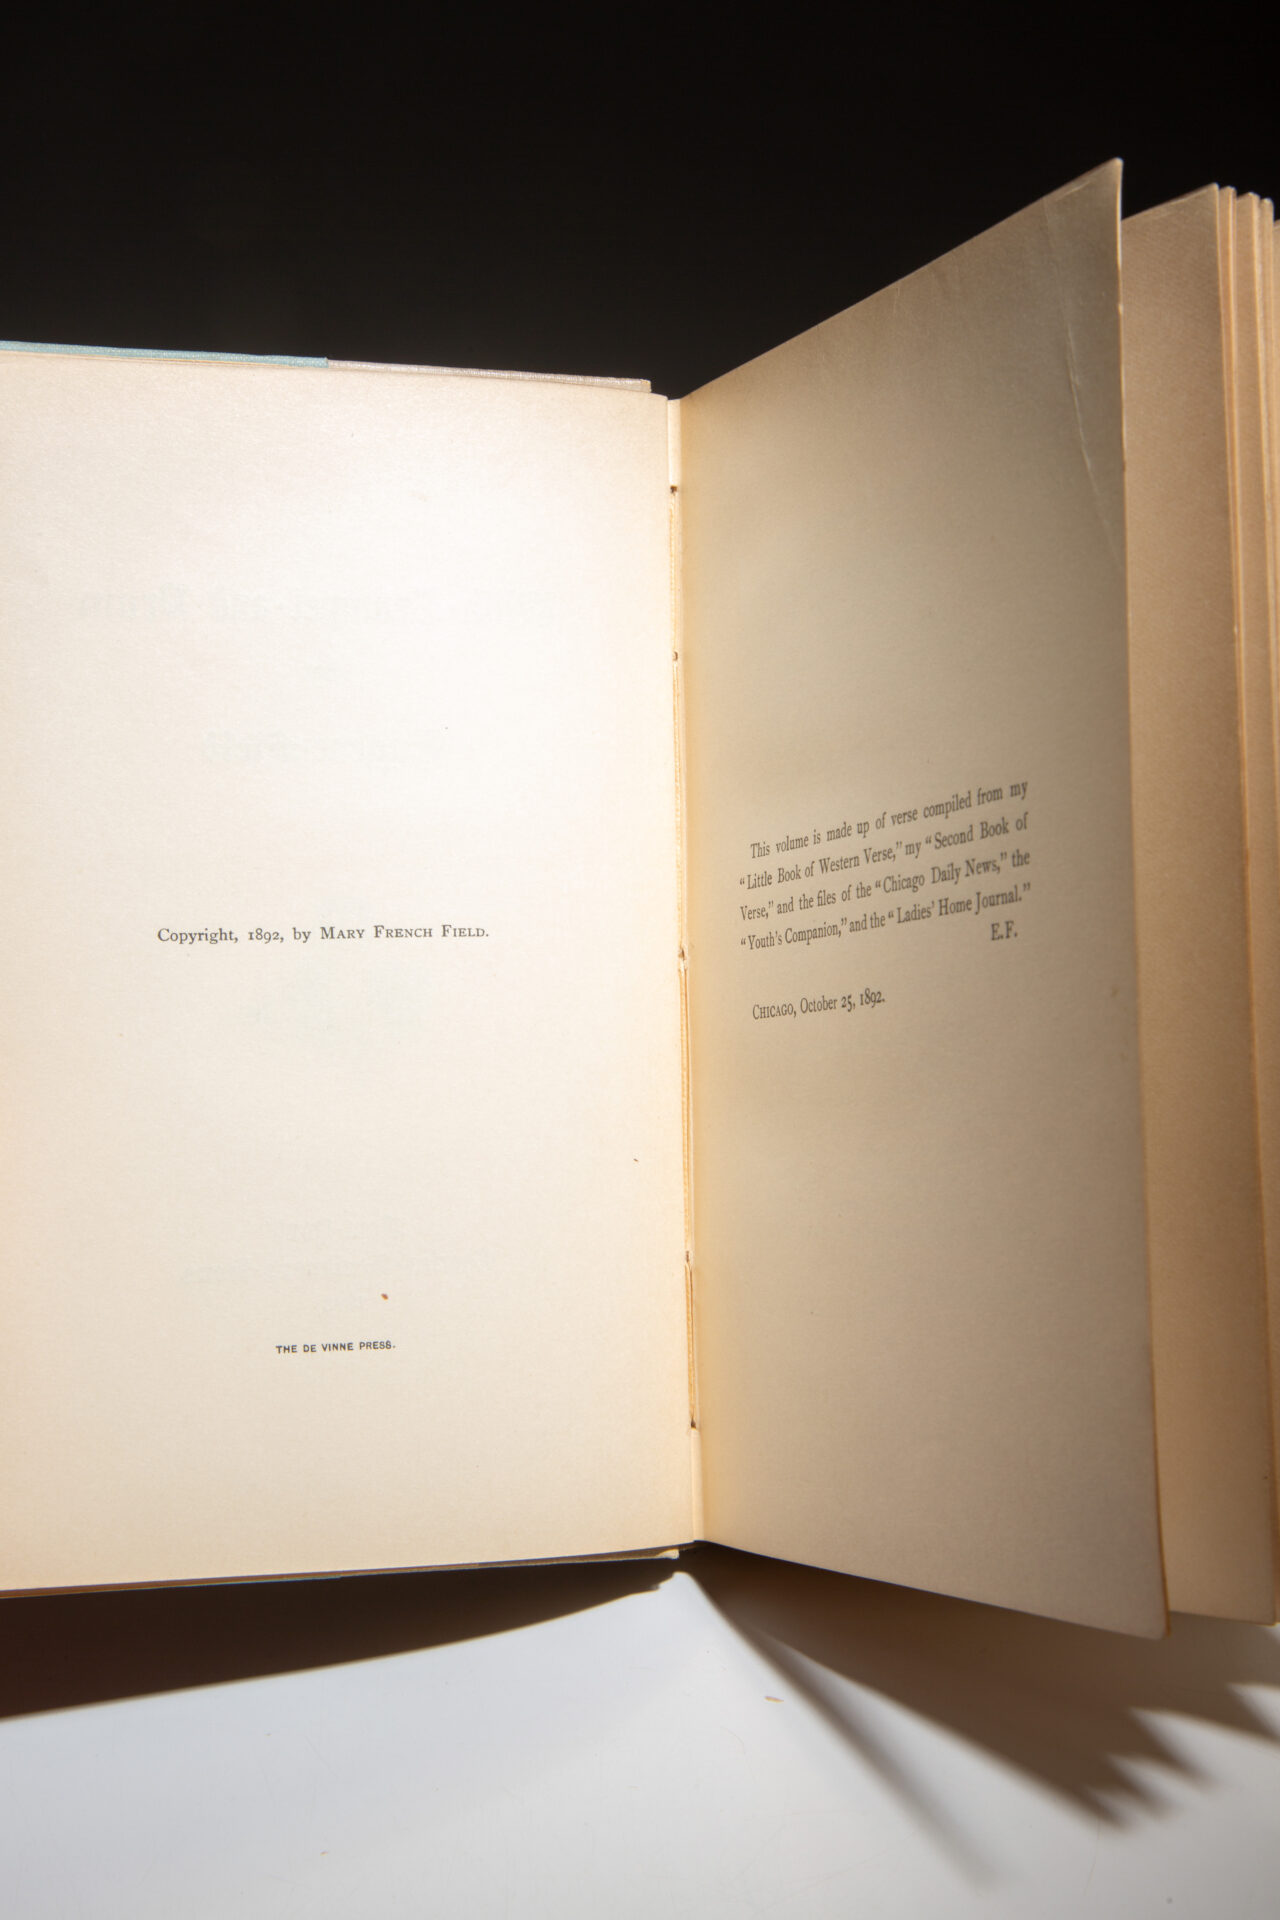 Copyright, 1892, by MARY FRENCH FIELD.
THE DE VINNE PRESS.
This volume is made up of verse compiled from my
“Little Book of Western Verse,” my “Second Book of
Verse,” and the files of the “Chicago Daily News,” the
“Youth’s Companion,” and the “Ladies’ Home Journal.”
E. F.
CHICAGO, October 25, 1892.